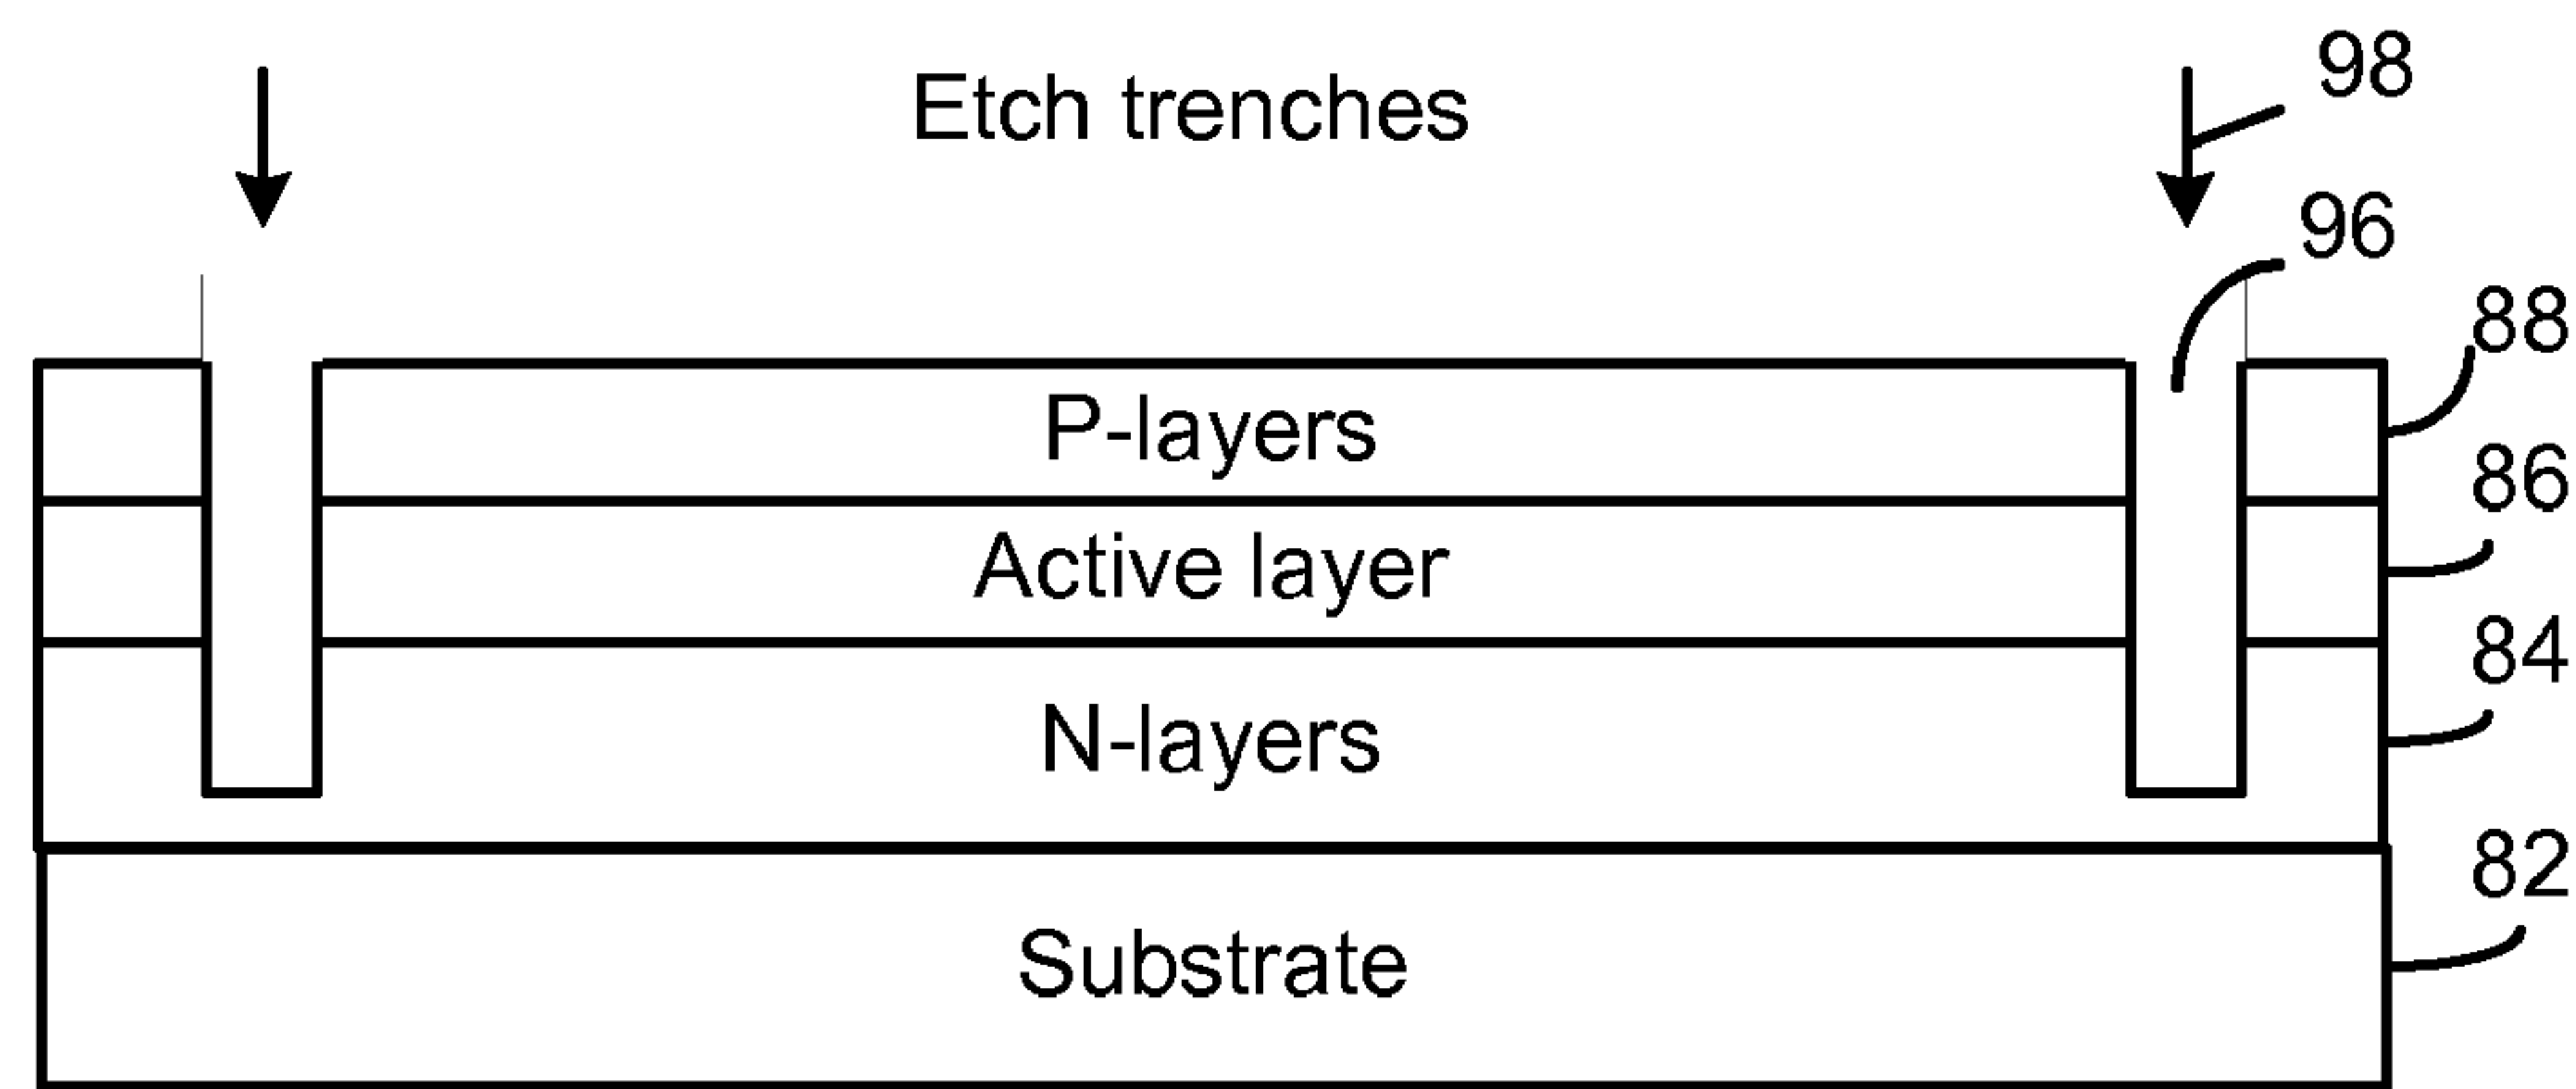 98
Etch trenches
96
88
P-layers
86
Active layer
84
N-layers
82
Substrate